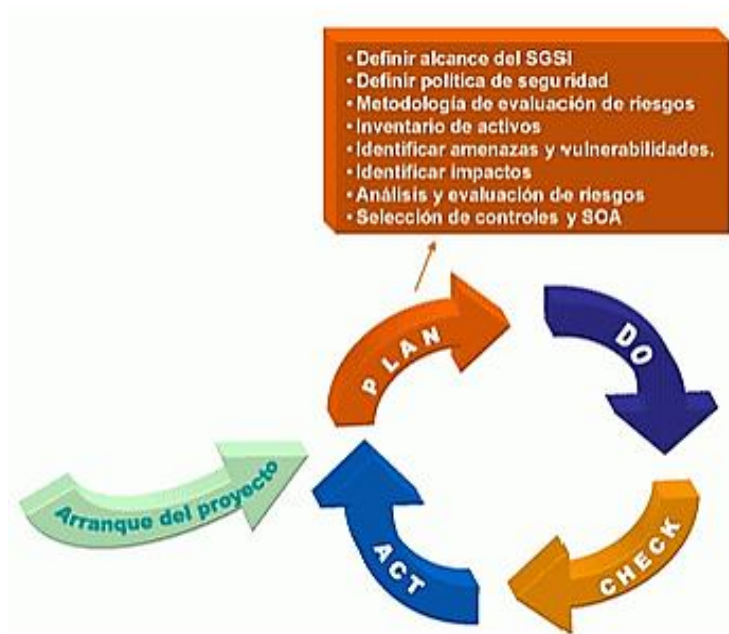 • Definir alcance del SGSI
• Definir política de seguridad
• Metodología de evaluación de riesgos
• Inventario de activos
• Identificar amenazas y vulnerabilidades.
• Identificar impactos
• Análisis y evaluación de riesgos
• Selección de controles y SOA
PLAN
DO
Arranque del proyecto
ACT
CHECK